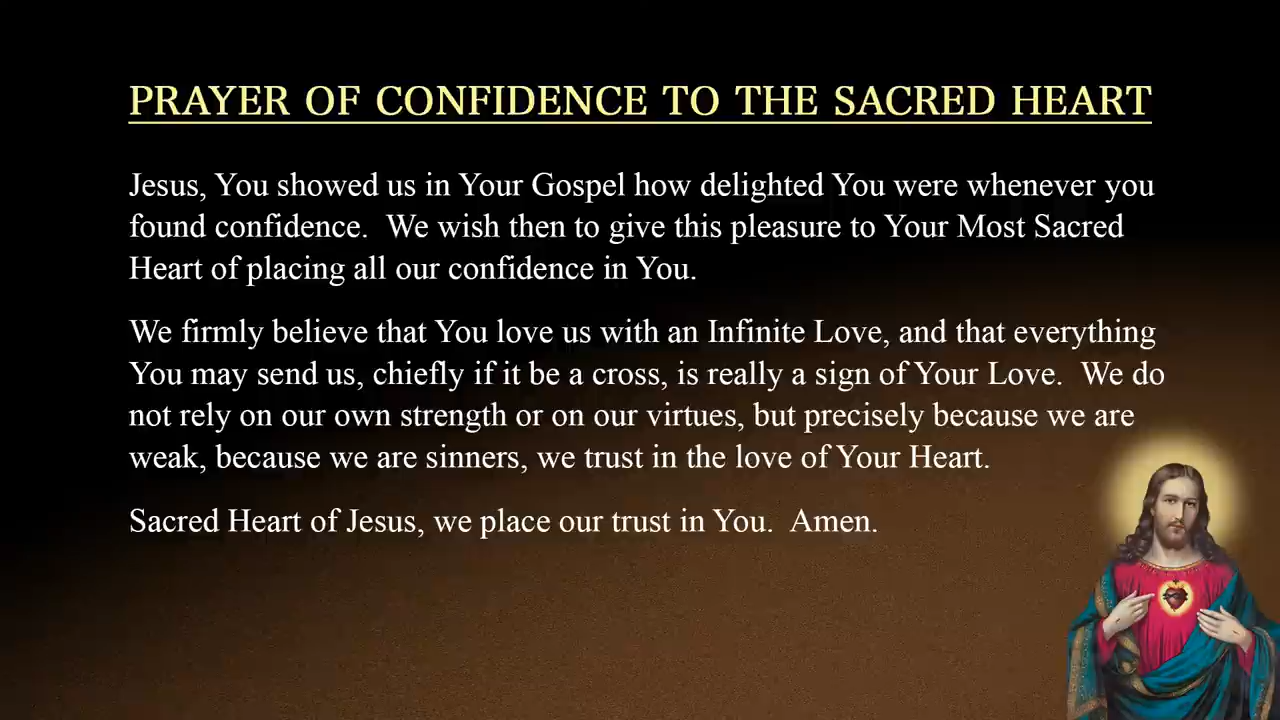 PRAYER OF CONFIDENCE TO THE SACRED HEART
Jesus, You showed us in Your Gospel how delighted You were whenever you
found confidence.  We wish then to give this pleasure to Your Most Sacred
Heart of placing all our confidence in You.
We firmly believe that You love us with an Infinite Love, and that everything
You may send us, chiefly if it be a cross, is really a sign of Your Love.  We do
not rely on our own strength or on our virtues, but precisely because we are
weak, because we are sinners, we trust in the love of Your Heart.
Sacred Heart of Jesus, we place our trust in You.  Amen.